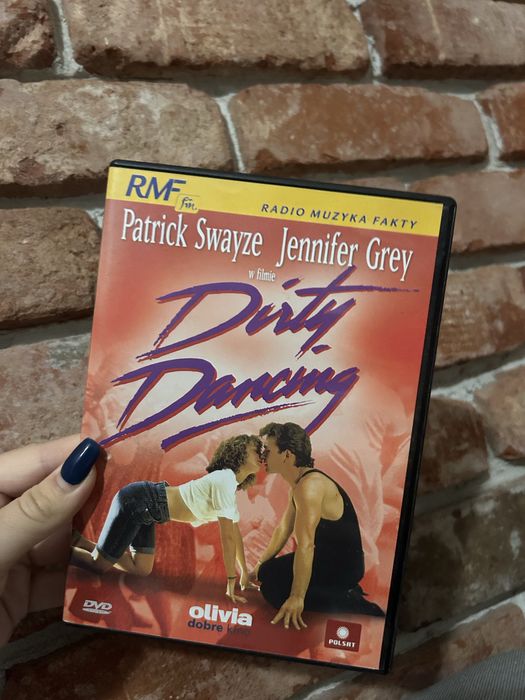 RMF
fm
RADIO MUZYKA FAKTY
Patrick Swayze Jennifer Grey
w filmie
Dirty
Dancing
DVD
olivia
dobre kino
POLSAT